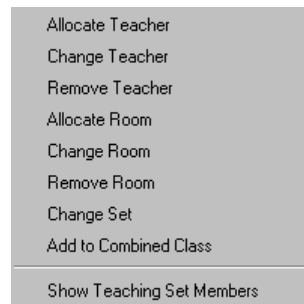 Allocate Teacher
Change Teacher
Remove Teacher
Allocate Room
Change Room
Remove Room
Change Set
Add to Combined Class
Show Teaching Set Members